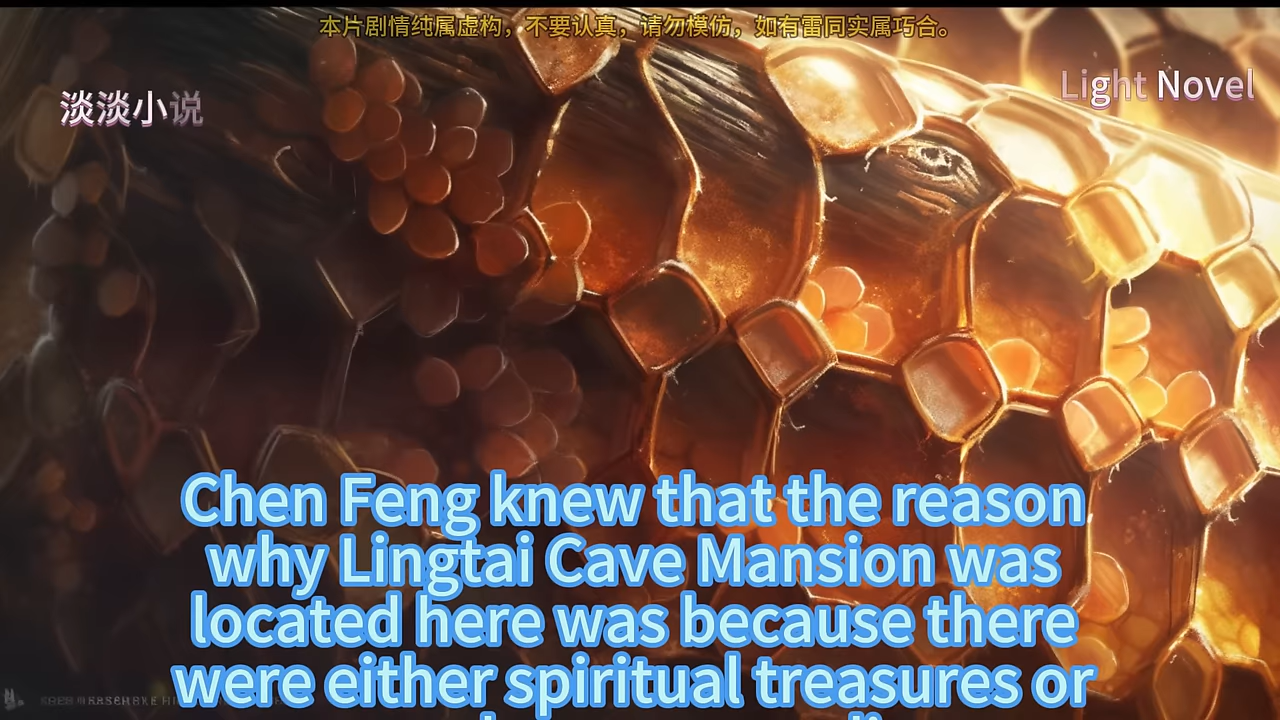 本片剧情纯属虚构，不要认真，请勿模仿，如有雷同实属巧合。
淡淡小说
Light Novel
Chen Feng knew that the reason
why Lingtai Cave Mansion was
located here was because there
were either spiritual treasures or